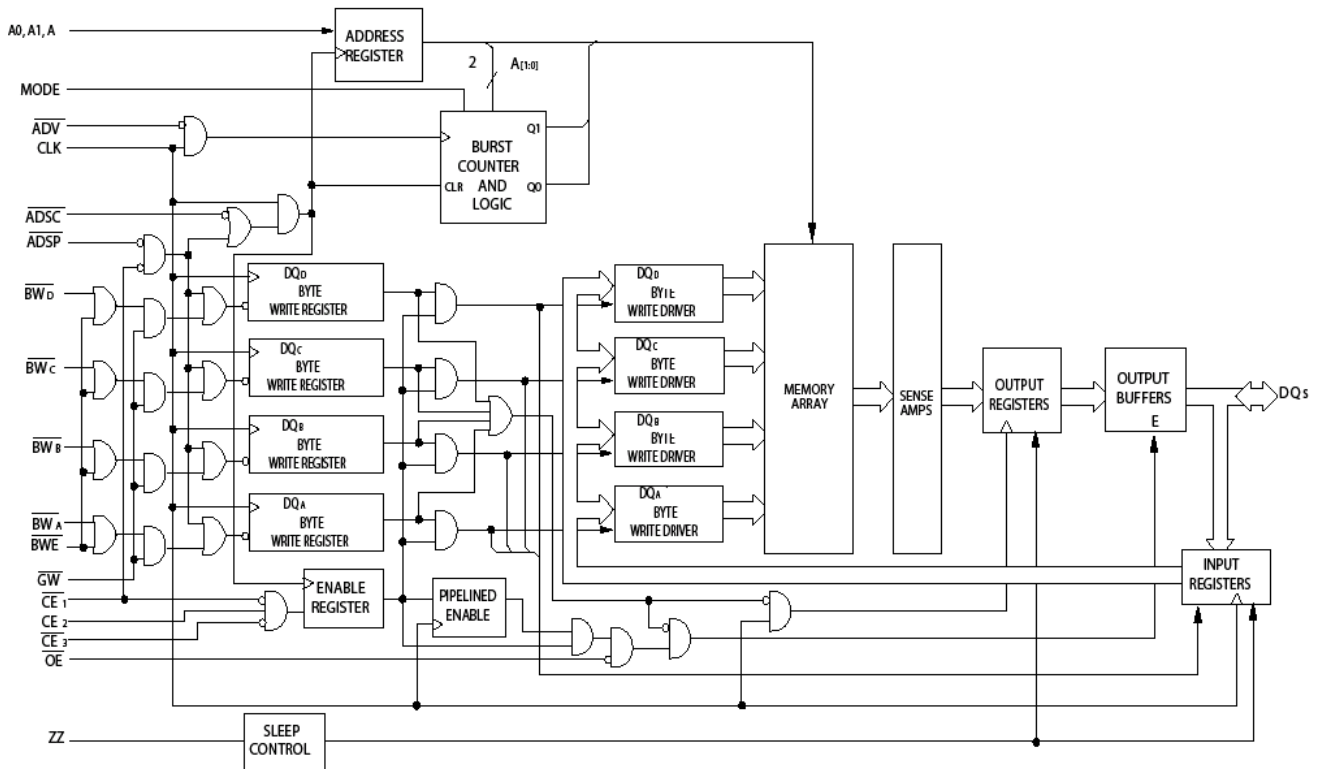 A0, A1, A
ADDRESS
REGISTER
2
A[1:0]
MODE
ADV
CLK
Q1
BURST
COUNTER
CLR
AND
Q0
LOGIC
ADSC
ADSP
DQD
BYTE
WRITE REGISTER
DQD
BYTE
WRITE DRIVER
BWD
DQC
BYTE
WRITE REGISTER
DQC
BYTE
WRITE DRIVER
BWC
MEMORY
ARRAY
SENSE
AMPS
OUTPUT
REGISTERS
OUTPUT
BUFFERS
E
DQs
DQB
BYTE
WRITE REGISTER
DQB
BYTE
WRITE DRIVER
BWB
DQA
BYTE
WRITE REGISTER
DQA
BYTE
WRITE DRIVER
BWA
BWE
GW
CE1
CE2
CE3
OE
ENABLE
REGISTER
PIPELINED
ENABLE
INPUT
REGISTERS
ZZ
SLEEP
CONTROL